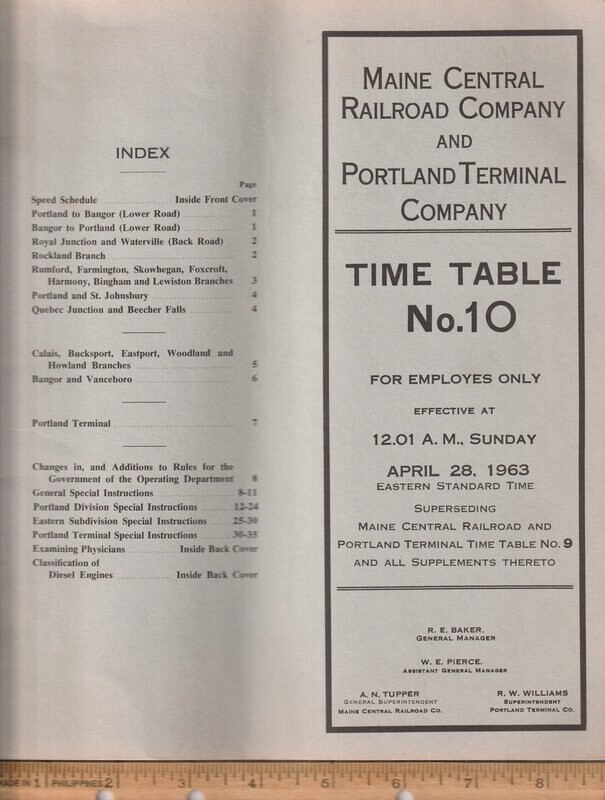 INDEX
Page
Speed Schedule Inside Front Cover
Portland to Bangor (Lower Road) 1
Bangor to Portland (Lower Road) 1
Royal Junction and Waterville (Back Road) 2
Rockland Branch 2
Rumford, Farmington, Skowhegan, Foxcroft,
Harmony, Bingham and Lewiston Branches 3
Portland and St. Johnsbury 4
Quebec Junction and Beecher Falls 4
Calais, Bucksport, Eastport, Woodland and
Howland Branches 5
Bangor and Vanceboro 6
Portland Terminal 7
Changes in, and Additions to Rules for the
Government of the Operating Department 8
General Special Instructions 8-11
Portland Division Special Instructions 12-24
Eastern Subdivision Special Instructions 25-30
Portland Terminal Special Instructions 30-35
Examining Physicians Inside Back Cover
Classification of
Diesel Engines Inside Back Cover
MAINE CENTRAL
RAILROAD COMPANY
AND
PORTLAND TERMINAL
COMPANY
TIME TABLE
No.10
FOR EMPLOYES ONLY
EFFECTIVE AT
12.01 A. M., SUNDAY
APRIL 28, 1963
EASTERN STANDARD TIME
SUPERSEDING
MAINE CENTRAL RAILROAD AND
PORTLAND TERMINAL TIME TABLE NO. 9
AND ALL SUPPLEMENTS THERETO
R. E. BAKER,
GENERAL MANAGER
W. E. PIERCE,
ASSISTANT GENERAL MANAGER
A. N. TUPPER
GENERAL SUPERINTENDENT
MAINE CENTRAL RAILROAD CO.
R. W. WILLIAMS
SUPERINTENDENT
PORTLAND TERMINAL CO.
MADE IN 1 PHILIPPINES 2 3 4 5 6 7 8